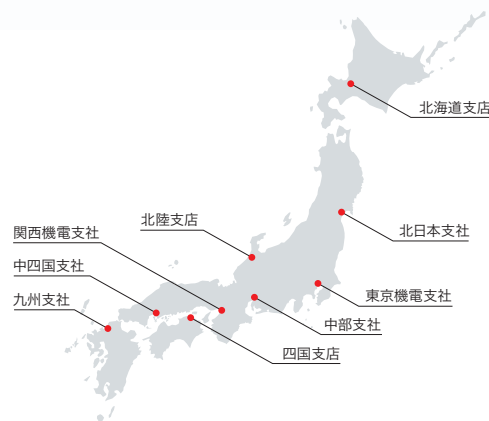 北海道支店
北陸支店
関西機電支社
北日本支社
中四国支社
九州支社
東京機電支社
中部支社
四国支店